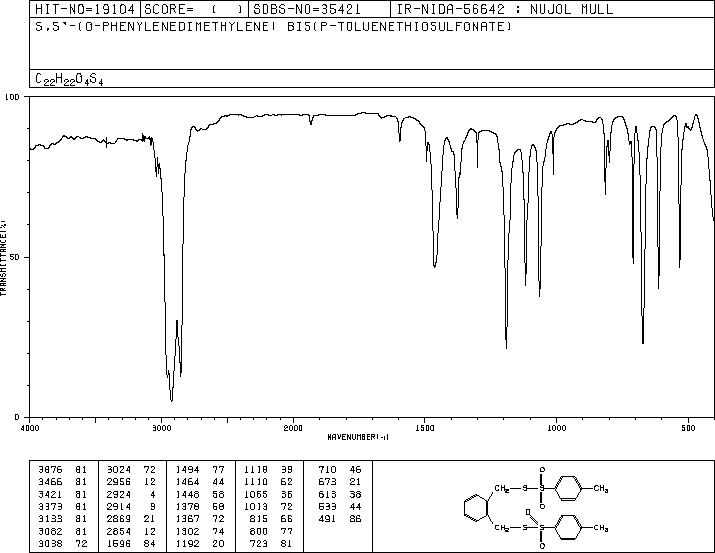 HIT-NO=19104 SCORE= ( ) SDBS-NO=35421 IR-NIDA-56642 : NUJOL MULL
S,S'-(O-PHENYLENEDIMETHYLENE) BIS(P-TOLUENETHIOSULFONATE)
C22H22O4S4
100
50
0
TRANSMITTANCE(%)
4000 3000 2000 1500 1000 500
WAVENUMBER(-1)
3876 81 3024 72 1494 77 1118 39 710 46
3466 81 2956 12 1464 44 1110 62 673 21
3421 81 2924 4 1448 58 1065 36 613 38
3373 81 2914 9 1378 58 1013 72 533 44
3133 81 2869 21 1367 72 815 66 491 86
3082 81 2854 12 1302 74 800 77
3038 72 1596 84 1192 20 723 81
O
CH2 S S CH3
O
O
CH2 S S CH3
O